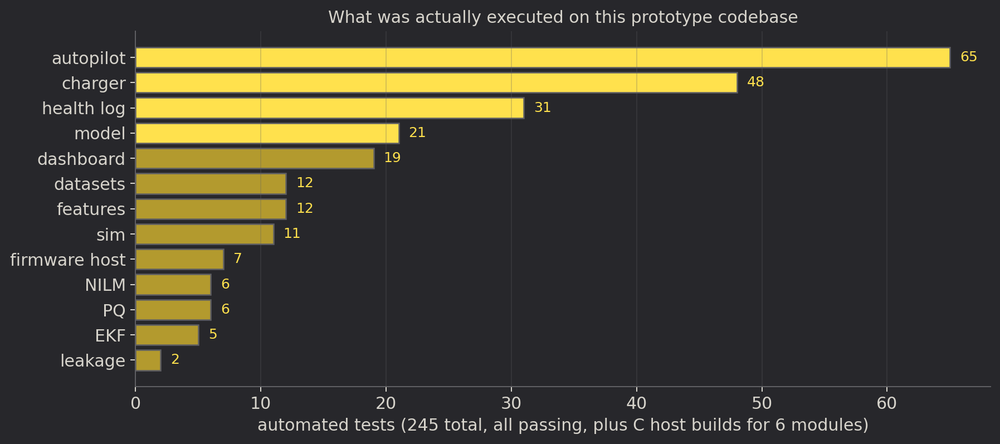 What was actually executed on this prototype codebase
autopilot 65
charger 48
health log 31
model 21
dashboard 19
datasets 12
features 12
sim 11
firmware host 7
NILM 6
PQ 6
EKF 5
leakage 2
0 10 20 30 40 50 60
automated tests (245 total, all passing, plus C host builds for 6 modules)